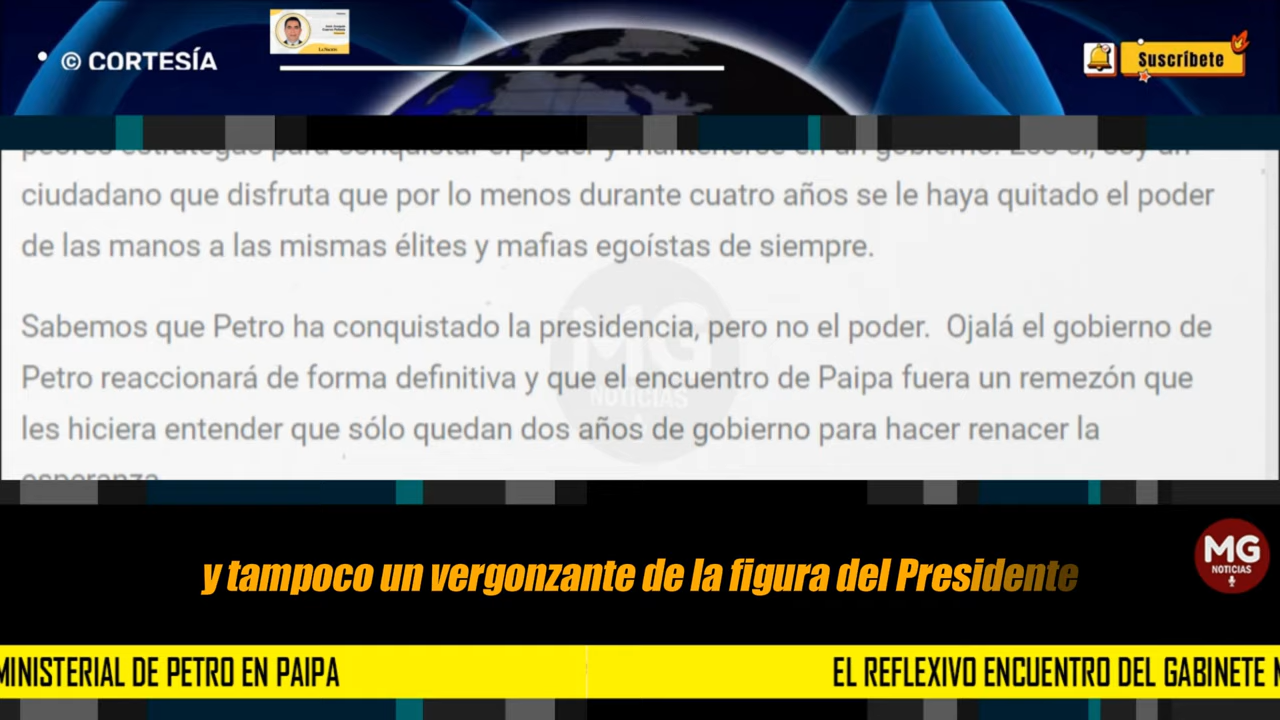 © CORTESÍA
Suscríbete
ciudadano que disfruta que por lo menos durante cuatro años se le haya quitado el poder
de las manos a las mismas élites y mafias egoístas de siempre.
Sabemos que Petro ha conquistado la presidencia, pero no el poder. Ojalá el gobierno de
Petro reaccionará de forma definitiva y que el encuentro de Paipa fuera un remezón que
les hiciera entender que sólo quedan dos años de gobierno para hacer renacer la
esperanza
MG
NOTICIAS
y tampoco un vergonzante de la figura del Presidente
MG
NOTICIAS
MINISTERIAL DE PETRO EN PAIPA
EL REFLEXIVO ENCUENTRO DEL GABINETE